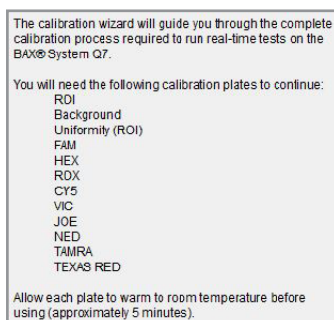 The calibration wizard will guide you through the complete
calibration process required to run real-time tests on the
BAX® System Q7.
You will need the following calibration plates to continue:
ROI
Background
Uniformity (ROI)
FAM
HEX
ROX
CY5
VIC
JOE
NED
TAMRA
TEXAS RED
Allow each plate to warm to room temperature before
using (approximately 5 minutes).